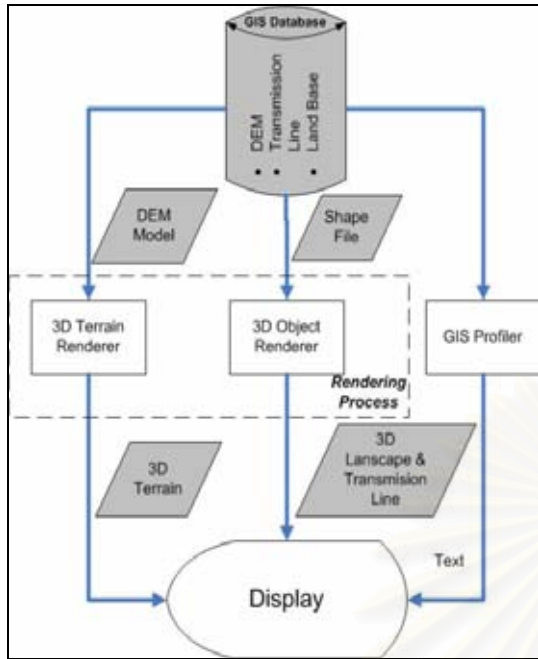 GIS Database
• DEM
• Transmission
Line
• Land Base
DEM
Model
Shape
File
3D Terrain
Renderer
3D Object
Renderer
GIS Profiler
Rendering
Process
3D
Terrain
3D
Lanscape &
Transmision
Line
Text
Display